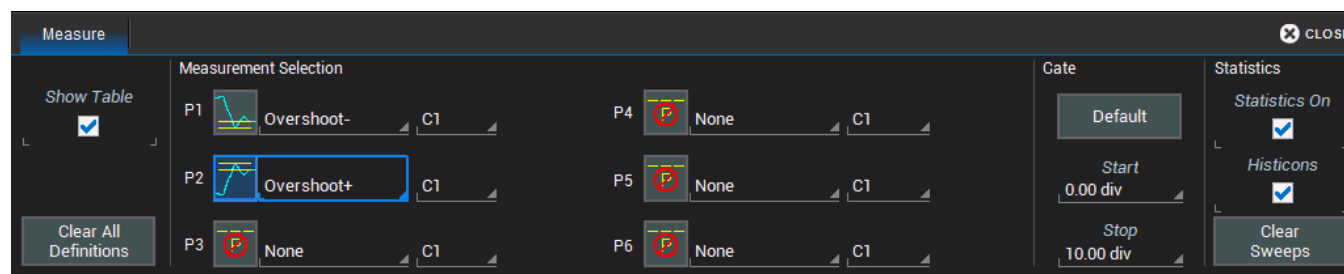 Measure
CLOS
Measurement Selection
Gate
Statistics
Show Table
P1 Overshoot- C1
P4 P None C1
Default
Statistics On
P2 Overshoot+ C1
P5 P None C1
Start
0.00 div
Histicons
Clear All
Definitions
P3 P None C1
P6 P None C1
Stop
10.00 div
Clear
Sweeps